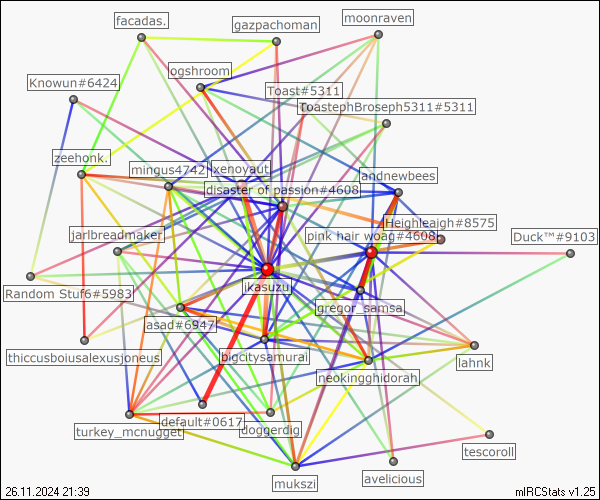 facadas.
gazpachoman
moonraven
ogshroom
Knowun#6424
Toast#5311
ToastephBroseph5311#5311
zeehonk.
mingus4742
xenoyaut
andnewbees
disaster of passion#4608
Heighleaigh#8575
jarlbreadmaker
pink hair woag#4608
Duck™#9103
Random Stuf6#5983
ikasuzu
gregor_samsa
asad#6947
thiccusboiusalexusjoneus
bigcitysamurai
lahnk
neokingghidorah
default#0617
turkey_mcnugget
doggerdig
tescoroll
mukszi
avelicious
26.11.2024 21:39
mIRCStats v1.25